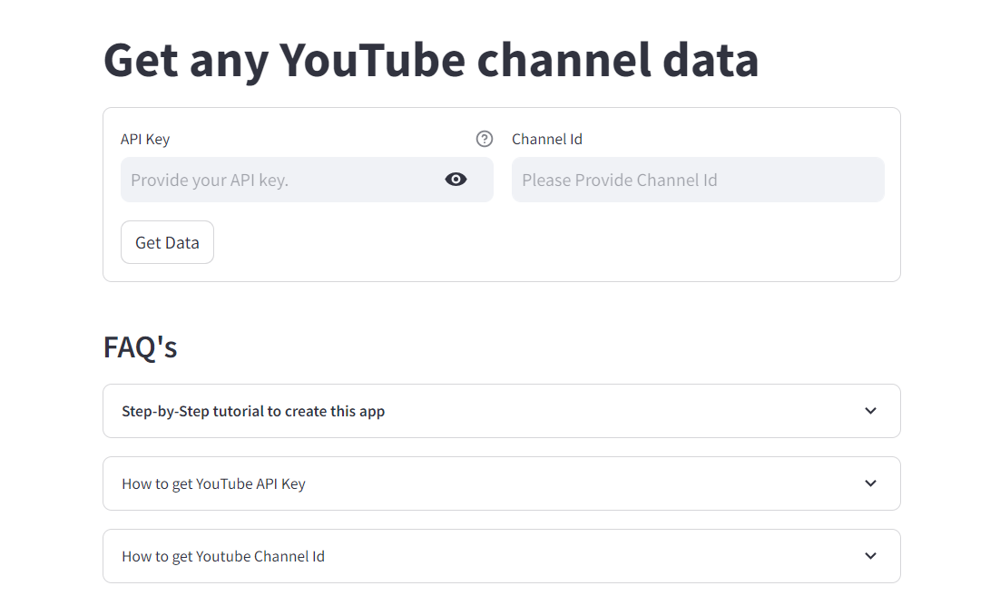 Get any YouTube channel data
API Key
Channel Id
Provide your API key.
Please Provide Channel Id
Get Data
FAQ's
Step-by-Step tutorial to create this app
How to get YouTube API Key
How to get Youtube Channel Id